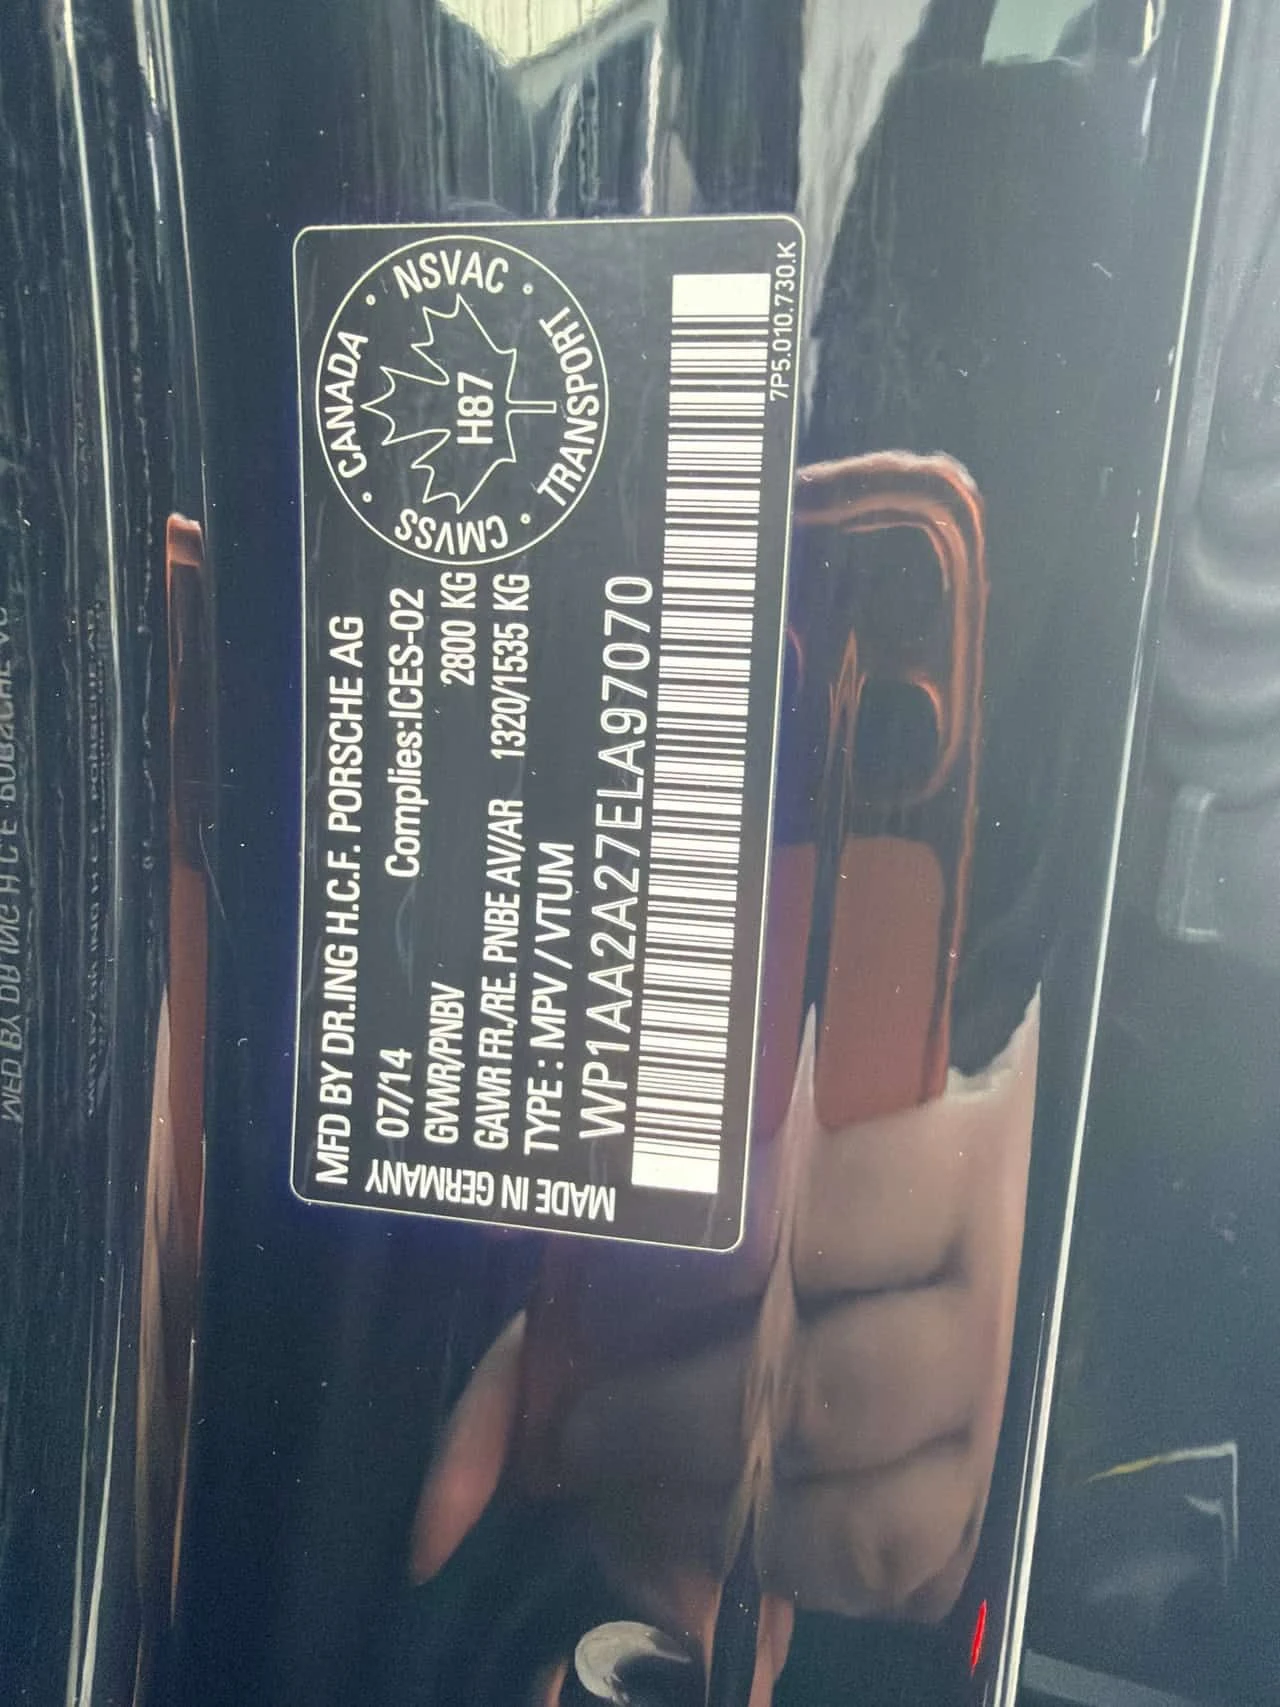 MFD BY DR.ING H.C.F. PORSCHE AG
07/14 Complies:ICES-02
GVWR/PNBV 2800 KG
GAWR FR./RE. PNBE AV/AR 1320/1535 KG
TYPE : MPV / VTUM
WP1AA2A27ELA97070
MADE IN GERMANY
CANADA · NSVAC · TRANSPORT · CMVSS ·
H87
7P5.010.730.K